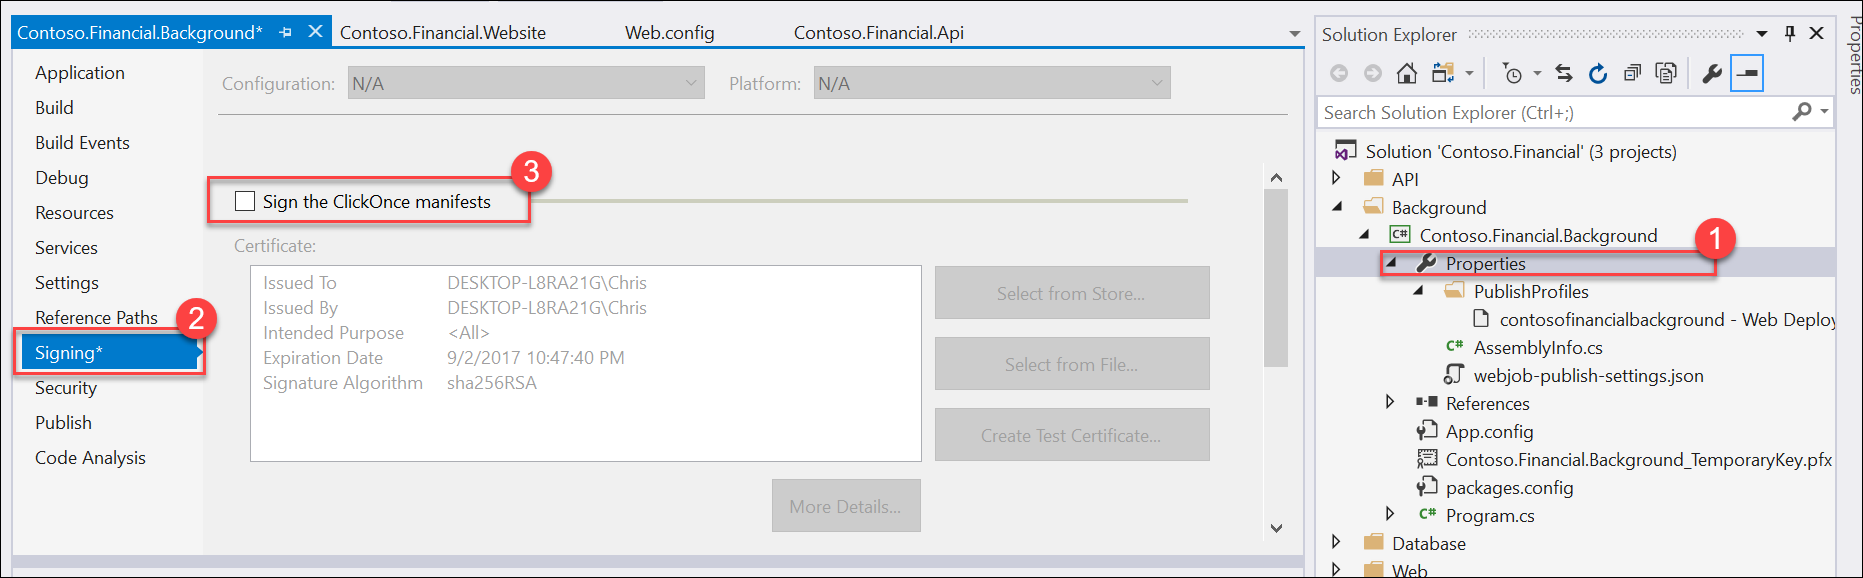 Contoso.Financial.Background*
Contoso.Financial.Website
Web.config
Contoso.Financial.Api
Application
Build
Build Events
Debug
Resources
Services
Settings
Reference Paths
2
Signing*
Security
Publish
Code Analysis
Configuration: N/A
Platform: N/A
3
Sign the ClickOnce manifests
Certificate:
Issued To DESKTOP-L8RA21G\Chris
Issued By DESKTOP-L8RA21G\Chris
Intended Purpose <All>
Expiration Date 9/2/2017 10:47:40 PM
Signature Algorithm sha256RSA
Select from Store...
Select from File...
Create Test Certificate...
More Details...
Solution Explorer
Search Solution Explorer (Ctrl+;)
Solution 'Contoso.Financial' (3 projects)
API
Background
C# Contoso.Financial.Background
1
Properties
PublishProfiles
contosofinancialbackground - Web Deploy
C# AssemblyInfo.cs
webjob-publish-settings.json
References
App.config
Contoso.Financial.Background_TemporaryKey.pfx
packages.config
C# Program.cs
Database
Web
Properties